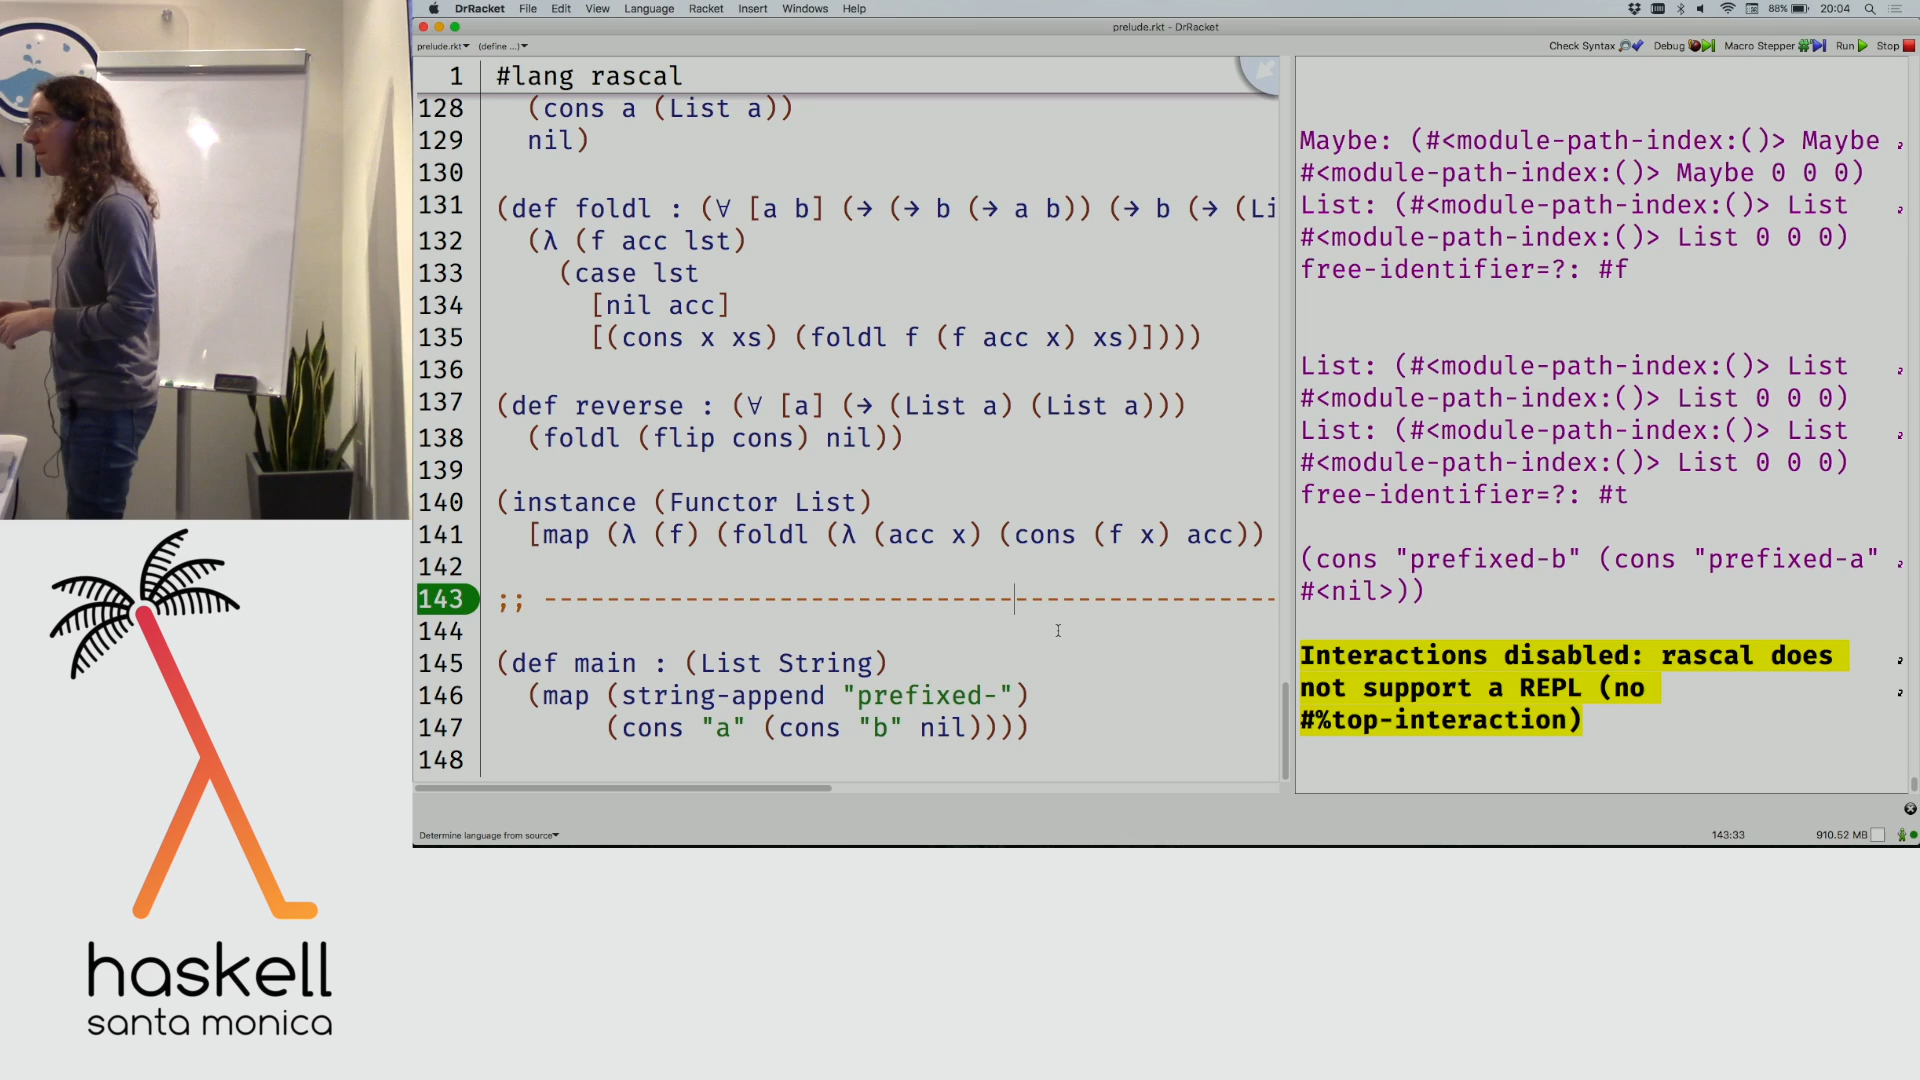 DrRacket File Edit View Language Racket Insert Tabs Windows Help
88% 20:04
prelude.rkt - DrRacket
prelude.rkt▾ (define ...)▾
Check Syntax Debug Macro Stepper Run Stop
1 #lang rascal
128 (cons a (List a))
129 nil)
130
131 (def foldl : (∀ [a b] (→ (→ b (→ a b)) (→ b (→ (Li
132 (λ (f acc lst)
133 (case lst
134 [nil acc]
135 [(cons x xs) (foldl f (f acc x) xs)])))
136
137 (def reverse : (∀ [a] (→ (List a) (List a)))
138 (foldl (flip cons) nil))
139
140 (instance (Functor List)
141 [map (λ (f) (foldl (λ (acc x) (cons (f x) acc))
142
143 ;; -----------------------------------------------
144
145 (def main : (List String)
146 (map (string-append "prefixed-")
147 (cons "a" (cons "b" nil))))
148
Maybe: (#<module-path-index:()> Maybe
#<module-path-index:()> Maybe 0 0 0)
List: (#<module-path-index:()> List
#<module-path-index:()> List 0 0 0)
free-identifier=?: #f
List: (#<module-path-index:()> List
#<module-path-index:()> List 0 0 0)
List: (#<module-path-index:()> List
#<module-path-index:()> List 0 0 0)
free-identifier=?: #t
(cons "prefixed-b" (cons "prefixed-a"
#<nil>))
Interactions disabled: rascal does
not support a REPL (no
#%top-interaction)
Determine language from source▾
143:33 910.52 MB
haskell
santa monica